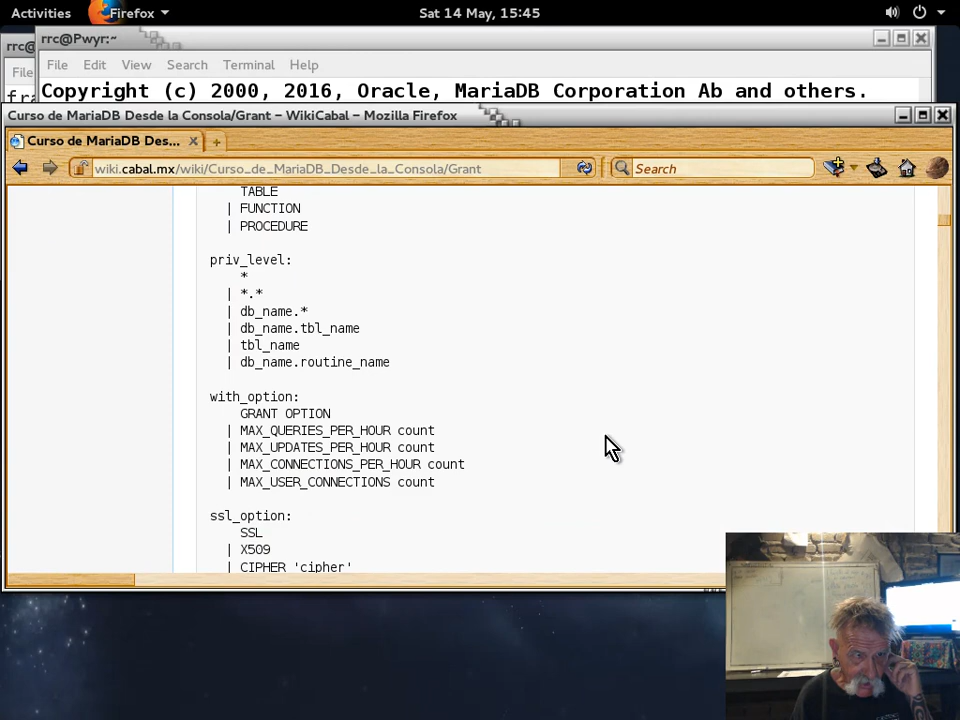 Activities Firefox Sat 14 May, 15:45
rrc@ rrc@Pwyr:~
File Edit View Search Terminal Help
Copyright (c) 2000, 2016, Oracle, MariaDB Corporation Ab and others.
Curso de MariaDB Desde la Consola/Grant – WikiCabal – Mozilla Firefox
Curso de MariaDB Des... × +
wiki.cabal.mx/wiki/Curso_de_MariaDB_Desde_la_Consola/Grant Search
TABLE
| FUNCTION
| PROCEDURE
priv_level:
*
| *.*
| db_name.*
| db_name.tbl_name
| tbl_name
| db_name.routine_name
with_option:
GRANT OPTION
| MAX_QUERIES_PER_HOUR count
| MAX_UPDATES_PER_HOUR count
| MAX_CONNECTIONS_PER_HOUR count
| MAX_USER_CONNECTIONS count
ssl_option:
SSL
| X509
| CIPHER 'cipher'